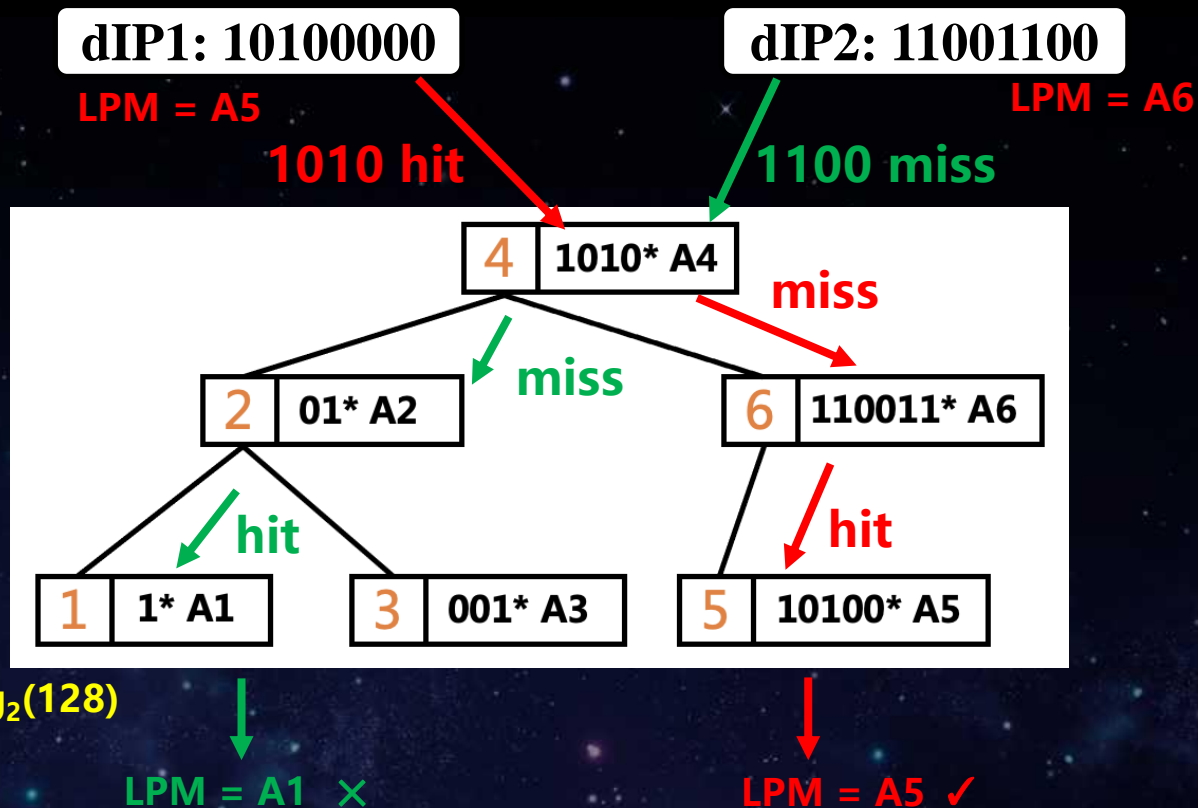 dIP1: 10100000
dIP2: 11001100
LPM = A5
LPM = A6
1010 hit
1100 miss
4 1010* A4
miss
miss
2 01* A2
6 110011* A6
hit
hit
1 1* A1
3 001* A3
5 10100* A5
g₂(128)
LPM = A1 ×
LPM = A5 ✓